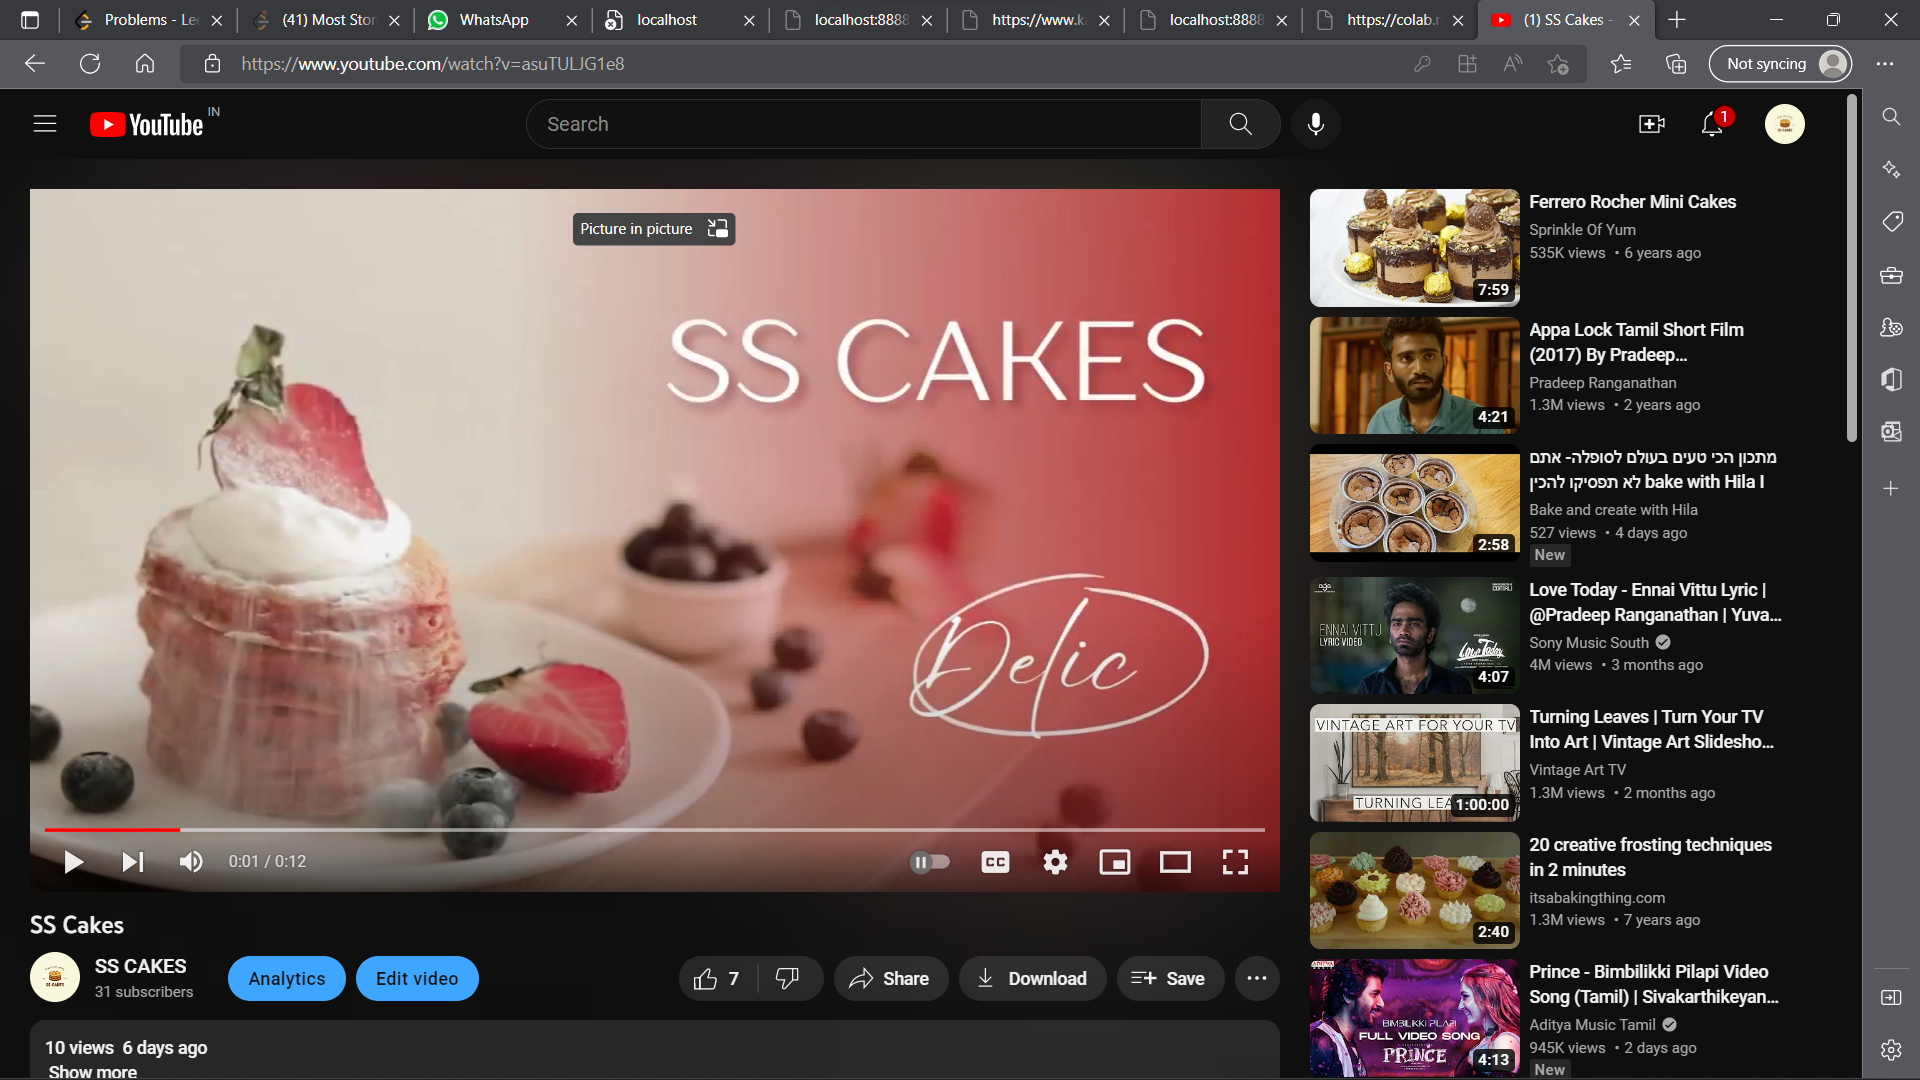 Problems - Le
(41) Most Sto
WhatsApp
localhost
localhost:8888
https://www.k
localhost:8888
https://colab.r
(1) SS Cakes -
https://www.youtube.com/watch?v=asuTULJG1e8
Not syncing
YouTube IN
Search
1
Picture in picture
SS CAKES
Delic
0:01 / 0:12
CC
SS Cakes
SS CAKES
31 subscribers
Analytics
Edit video
7
Share
Download
Save
10 views 6 days ago
Show more
Ferrero Rocher Mini Cakes
Sprinkle Of Yum
535K views • 6 years ago
7:59
Appa Lock Tamil Short Film
(2017) By Pradeep...
Pradeep Ranganathan
1.3M views • 2 years ago
4:21
מתכון הכי טעים בעולם לסופלה- אתם
לא תפסיקו להכין bake with Hila I
Bake and create with Hila
527 views • 4 days ago
New
2:58
Love Today - Ennai Vittu Lyric |
@Pradeep Ranganathan | Yuva...
Sony Music South
4M views • 3 months ago
ENNAI VITTU
LYRIC VIDEO
Love Today
4:07
Turning Leaves | Turn Your TV
Into Art | Vintage Art Slidesho...
Vintage Art TV
1.3M views • 2 months ago
VINTAGE ART FOR YOUR TV
TURNING LEA
1:00:00
20 creative frosting techniques
in 2 minutes
itsabakingthing.com
1.3M views • 7 years ago
2:40
Prince - Bimbilikki Pilapi Video
Song (Tamil) | Sivakarthikeyan...
Aditya Music Tamil
945K views • 2 days ago
New
BIMBILIKKI PILAPI
FULL VIDEO SONG
PRINCE
4:13